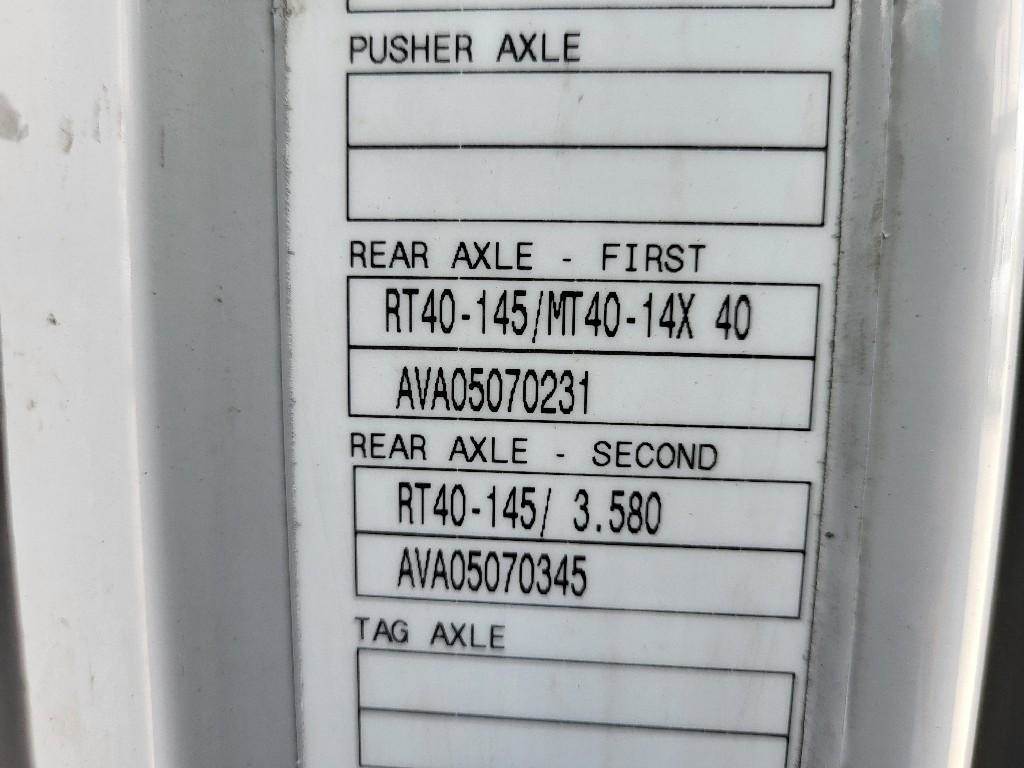 PUSHER AXLE
REAR AXLE - FIRST
RT40-145/MT40-14X 40
AVA05070231
REAR AXLE - SECOND
RT40-145/ 3.580
AVA05070345
TAG AXLE